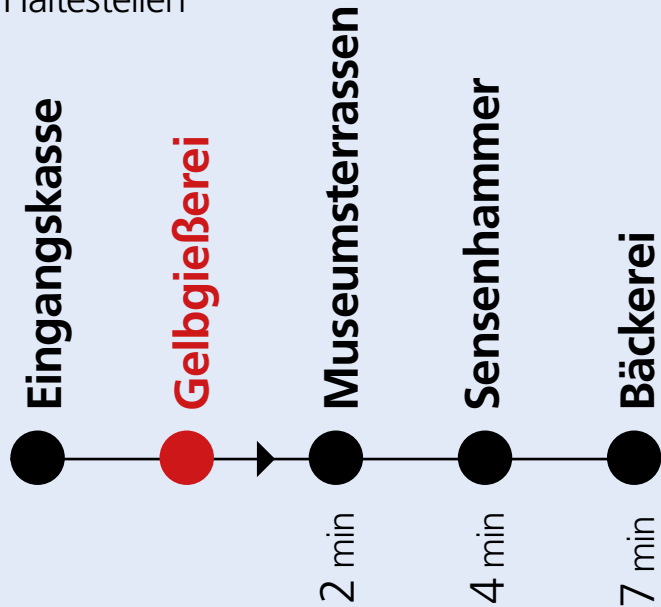 Haltestellen
Eingangskasse
Gelbgießerei
Museumsterrassen
Sensenhammer
Bäckerei
2 min
4 min
7 min